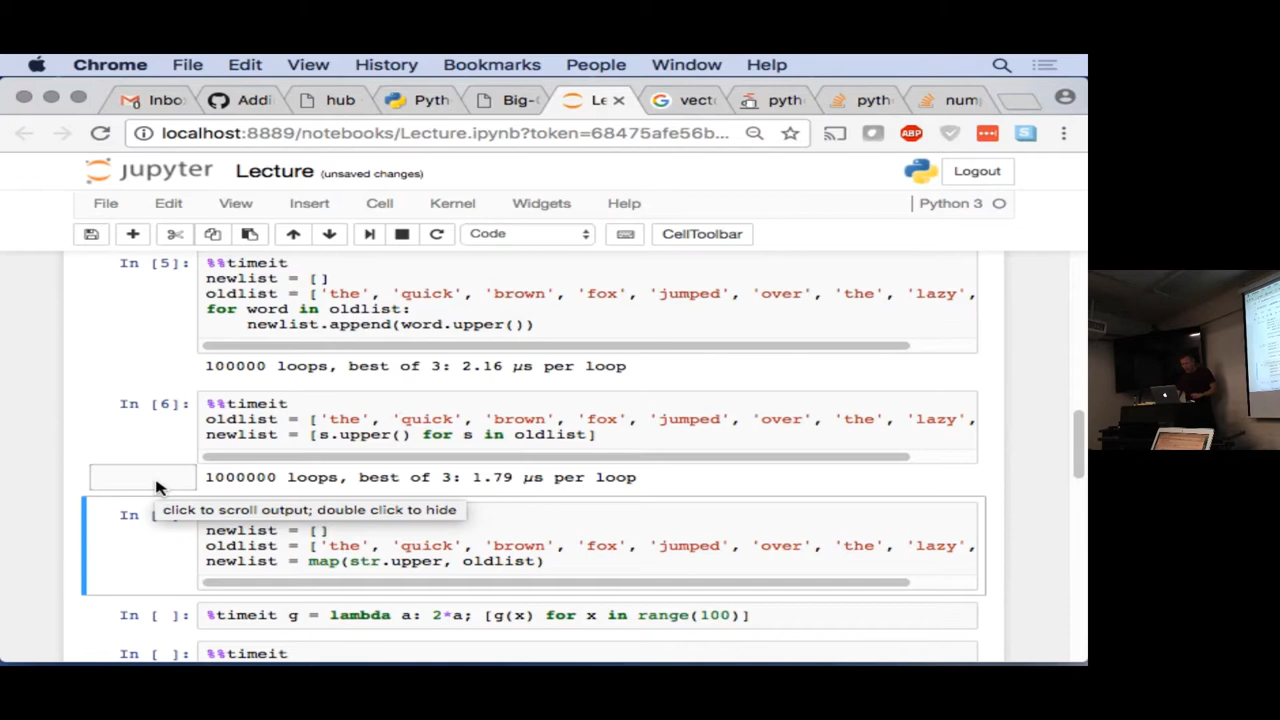 Chrome File Edit View History Bookmarks People Window Help
Inbo Addi hub Pyth Big- Le vect pyth pyth num
localhost:8889/notebooks/Lecture.ipynb?token=68475afe56b... ABP S
jupyter Lecture (unsaved changes) Logout
File Edit View Insert Cell Kernel Widgets Help Python 3
Code CellToolbar
In [5]: %%timeit
newlist = []
oldlist = ['the', 'quick', 'brown', 'fox', 'jumped', 'over', 'the', 'lazy',
for word in oldlist:
newlist.append(word.upper())
100000 loops, best of 3: 2.16 µs per loop
In [6]: %%timeit
oldlist = ['the', 'quick', 'brown', 'fox', 'jumped', 'over', 'the', 'lazy',
newlist = [s.upper() for s in oldlist]
1000000 loops, best of 3: 1.79 µs per loop
In [
click to scroll output; double click to hide
newlist = []
oldlist = ['the', 'quick', 'brown', 'fox', 'jumped', 'over', 'the', 'lazy',
newlist = map(str.upper, oldlist)
In [ ]: %timeit g = lambda a: 2*a; [g(x) for x in range(100)]
In [ ]: %%timeit